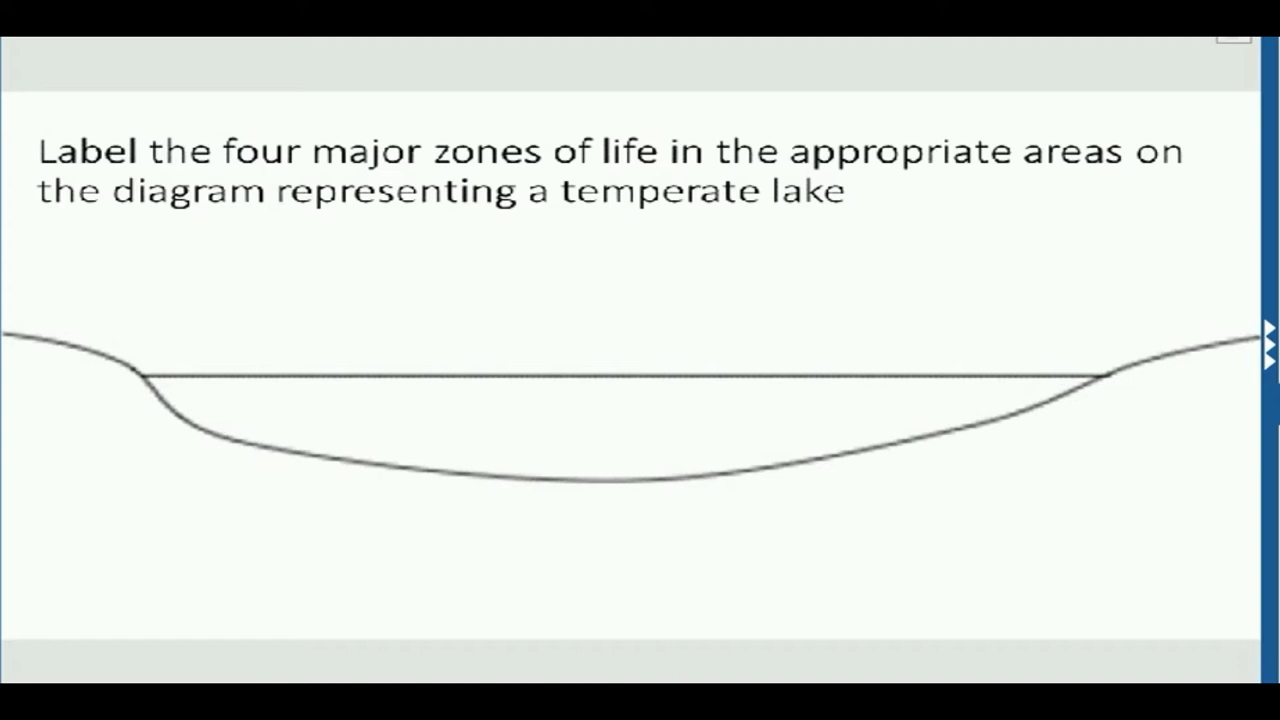 Label the four major zones of life in the appropriate areas on
the diagram representing a temperate lake